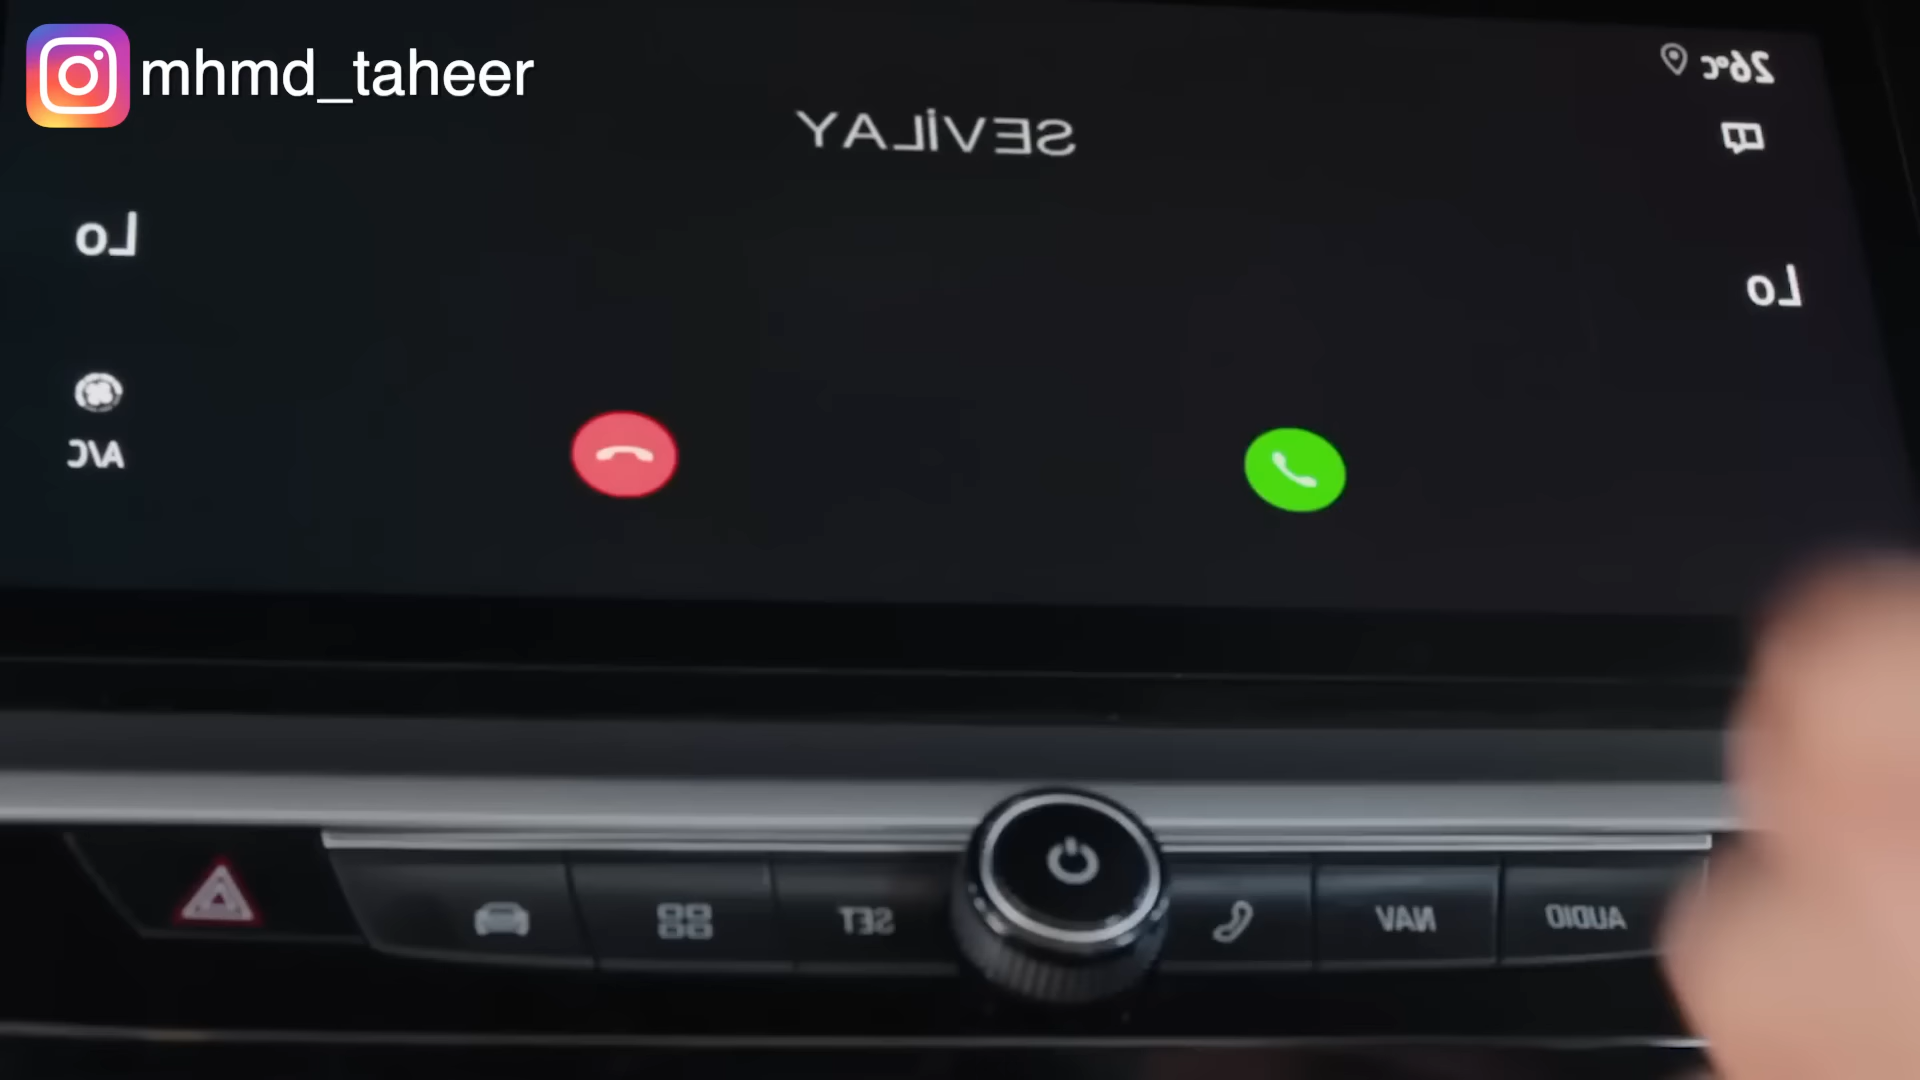 mhmd_taheer
26°C
SEVİLAY
Lo
Lo
A/C
SET
NAV
AUDIO